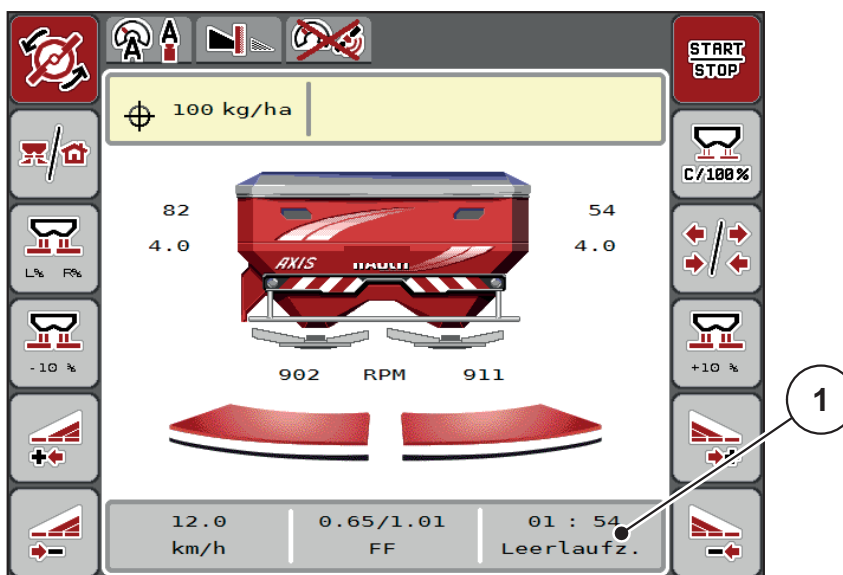 A A
START
STOP
100 kg/ha
C/100%
82 54
4.0 4.0
L% R%
AXIS RAUCH
-10 % +10 %
902 RPM 911
1
12.0 0.65/1.01 01 : 54
km/h FF Leerlaufz.